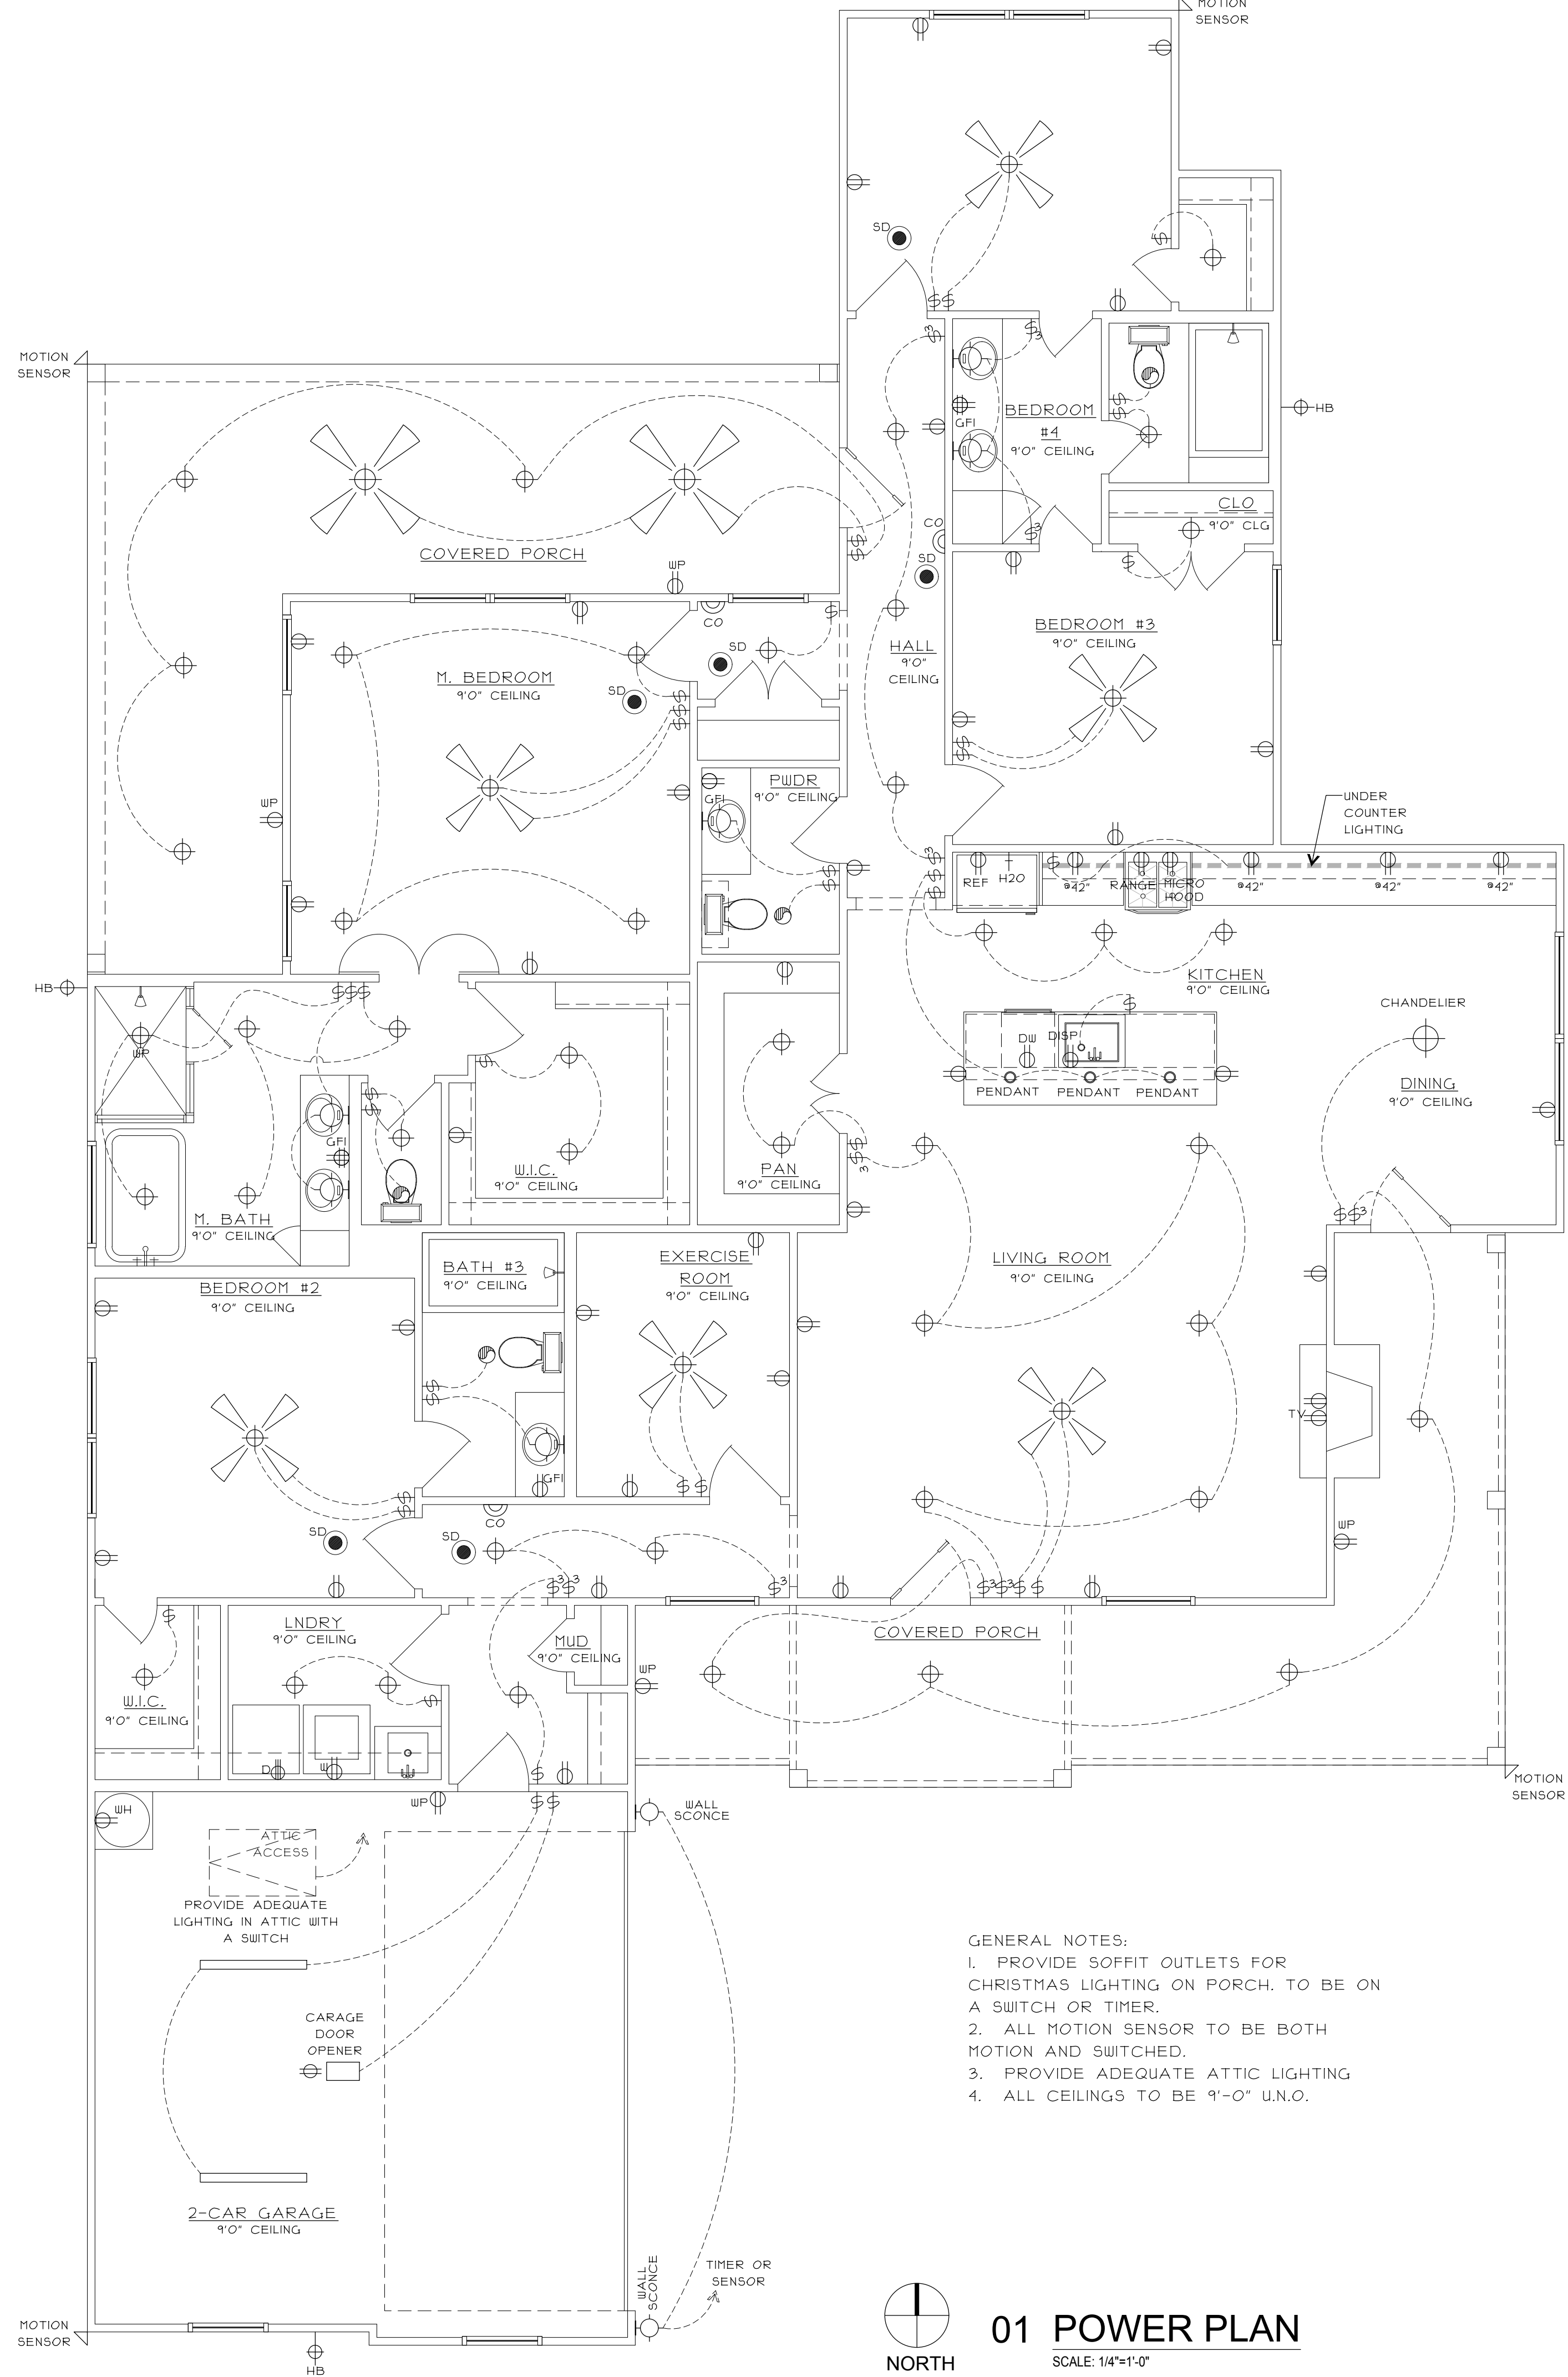 MOTION
SENSOR
SD
$$
$
$3
$3
MOTION
SENSOR
BEDROOM
#4
9'0" CEILING
GFI
HB
CLO
9'0" CLG
CO
SD
COVERED PORCH
WP
CO
SD
M. BEDROOM
9'0" CEILING
SD
HALL
9'0"
CEILING
BEDROOM #3
9'0" CEILING
WP
PWDR
9'0" CEILING
GFI
UNDER
COUNTER
LIGHTING
REF
H2O
@42"
RANGE
MICRO
HOOD
@42"
@42"
@42"
HB
KITCHEN
9'0" CEILING
CHANDELIER
WP
DW
DISP
PENDANT
PENDANT
PENDANT
DINING
9'0" CEILING
GFI
W.I.C.
9'0" CEILING
PAN
9'0" CEILING
M. BATH
9'0" CEILING
BEDROOM #2
9'0" CEILING
BATH #3
9'0" CEILING
EXERCISE
ROOM
9'0" CEILING
LIVING ROOM
9'0" CEILING
TV
GFI
CO
SD
SD
WP
LNDRY
9'0" CEILING
MUD
9'0" CEILING
COVERED PORCH
WP
W.I.C.
9'0" CEILING
D
W
WP
WH
ATTIC
ACCESS
PROVIDE ADEQUATE
LIGHTING IN ATTIC WITH
A SWITCH
WALL
SCONCE
MOTION
SENSOR
CARAGE
DOOR
OPENER
GENERAL NOTES:
1. PROVIDE SOFFIT OUTLETS FOR
CHRISTMAS LIGHTING ON PORCH. TO BE ON
A SWITCH OR TIMER.
2. ALL MOTION SENSOR TO BE BOTH
MOTION AND SWITCHED.
3. PROVIDE ADEQUATE ATTIC LIGHTING
4. ALL CEILINGS TO BE 9'-0" U.N.O.
2-CAR GARAGE
9'0" CEILING
WALL
SCONCE
TIMER OR
SENSOR
MOTION
SENSOR
HB
NORTH
01 POWER PLAN
SCALE: 1/4"=1'-0"